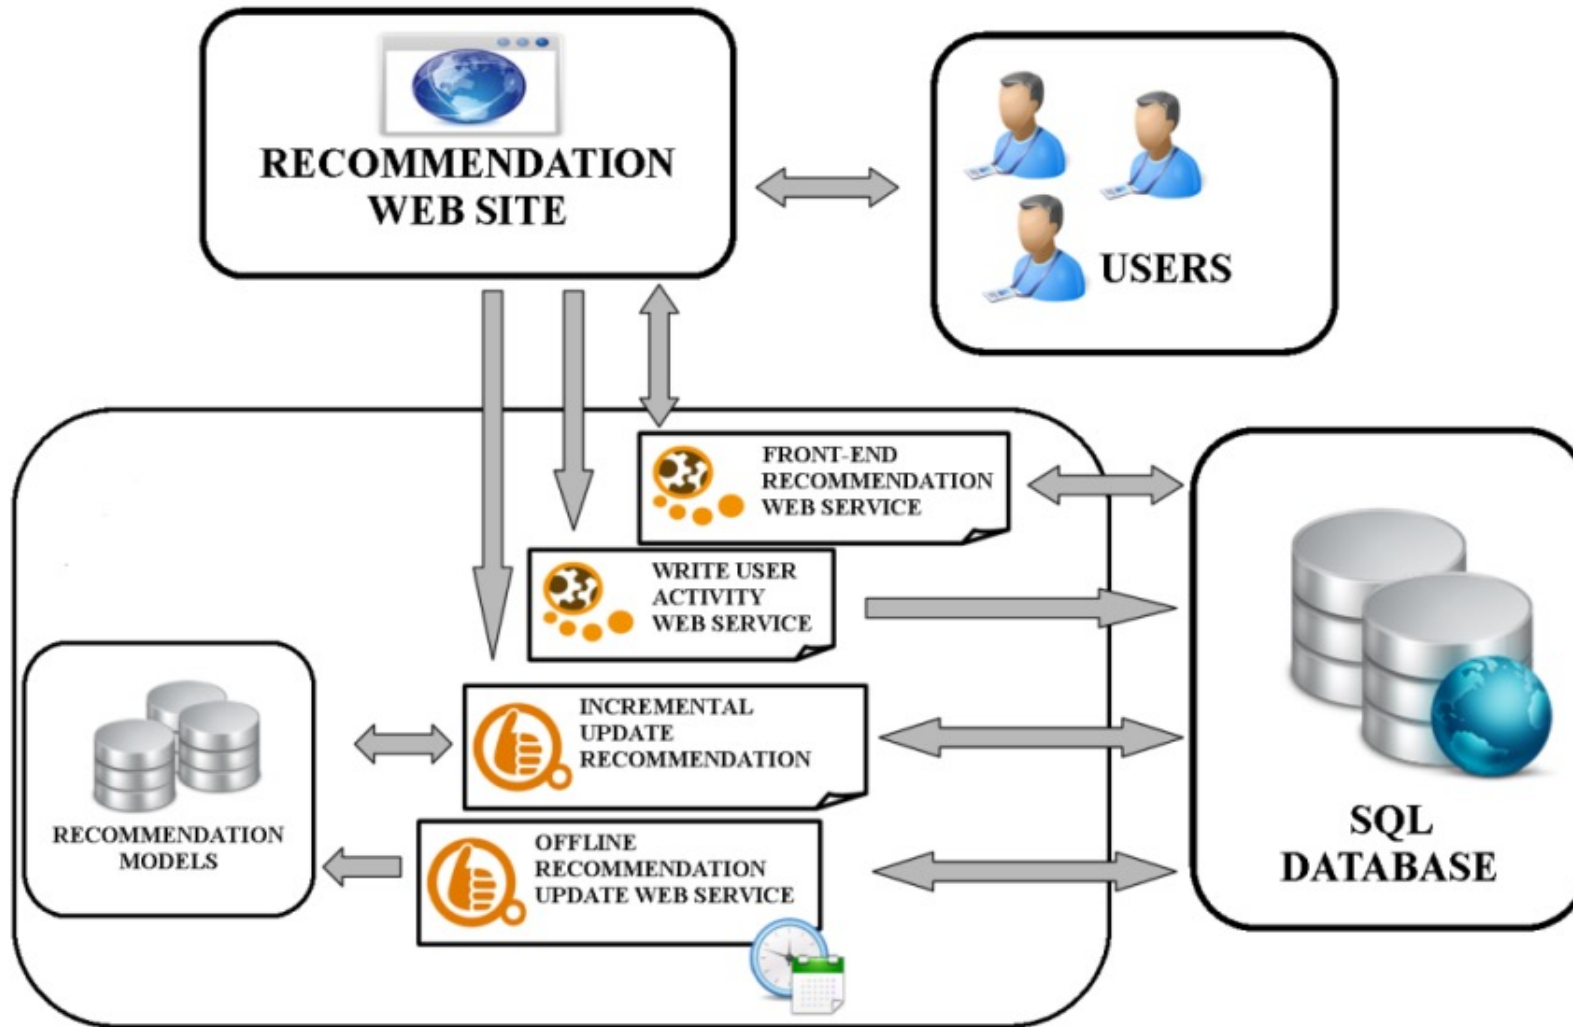 RECOMMENDATION
WEB SITE
USERS
FRONT-END
RECOMMENDATION
WEB SERVICE
WRITE USER
ACTIVITY
WEB SERVICE
INCREMENTAL
UPDATE
RECOMMENDATION
OFFLINE
RECOMMENDATION
UPDATE WEB SERVICE
RECOMMENDATION
MODELS
SQL
DATABASE